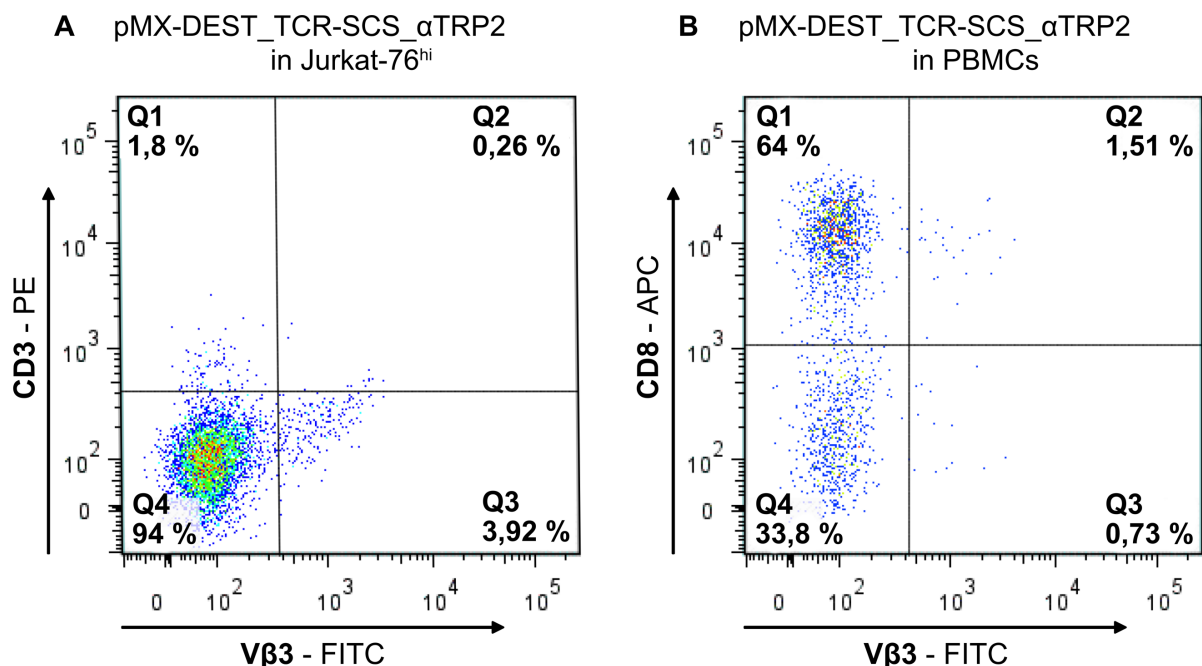 A pMX-DEST_TCR-SCS_αTRP2
in Jurkat-76hi
Q1
1,8 %
Q2
0,26 %
Q4
94 %
Q3
3,92 %
10^5
10^4
10^3
10^2
0
CD3 - PE
0 10^2 10^3 10^4 10^5
Vβ3 - FITC
B pMX-DEST_TCR-SCS_αTRP2
in PBMCs
Q1
64 %
Q2
1,51 %
Q4
33,8 %
Q3
0,73 %
10^5
10^4
10^3
10^2
0
CD8 - APC
0 10^2 10^3 10^4 10^5
Vβ3 - FITC